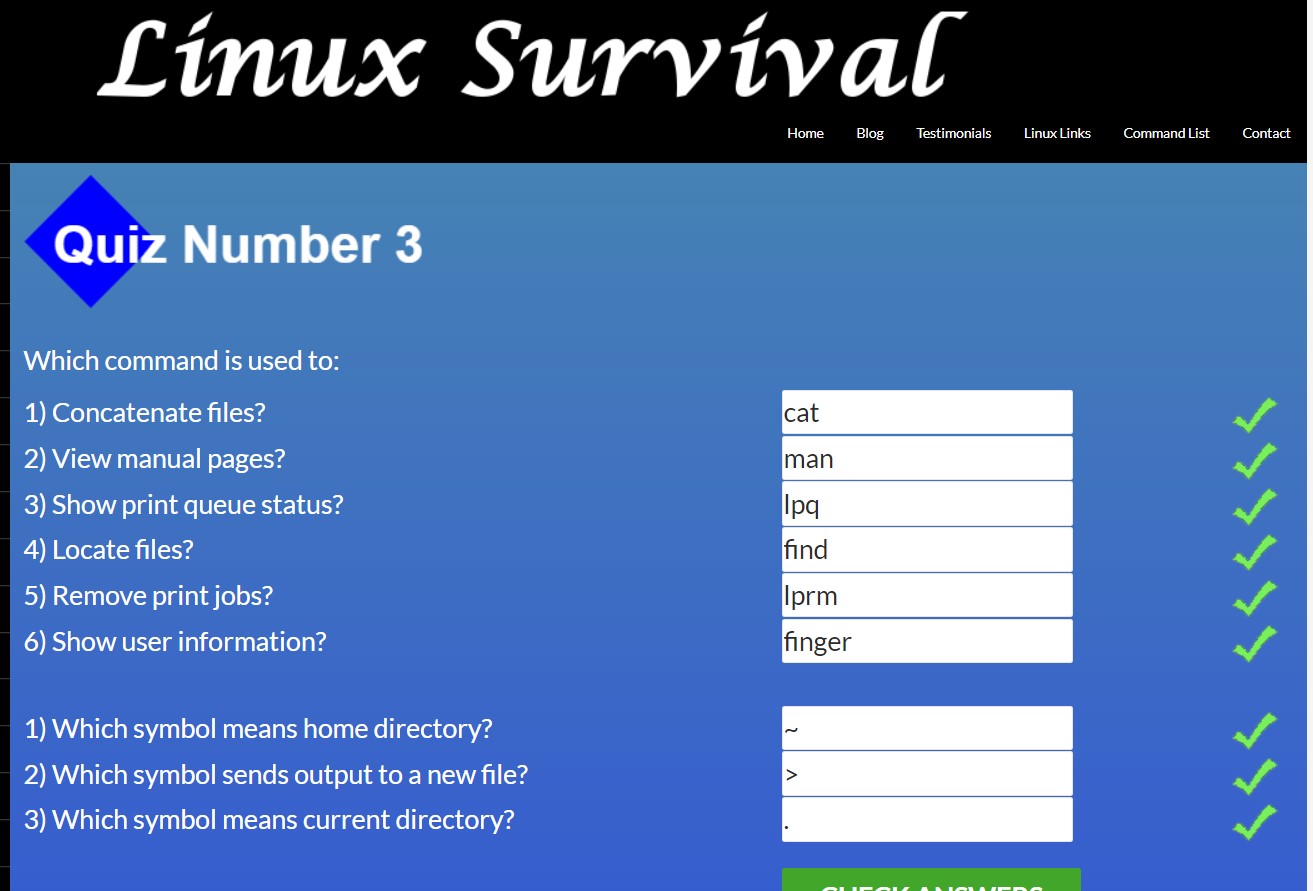 Linux Survival
Home Blog Testimonials Linux Links Command List Contact
Quiz Number 3
Which command is used to:
1) Concatenate files? cat
2) View manual pages? man
3) Show print queue status? lpq
4) Locate files? find
5) Remove print jobs? lprm
6) Show user information? finger
1) Which symbol means home directory? ~
2) Which symbol sends output to a new file? >
3) Which symbol means current directory? .
CHECK ANSWERS